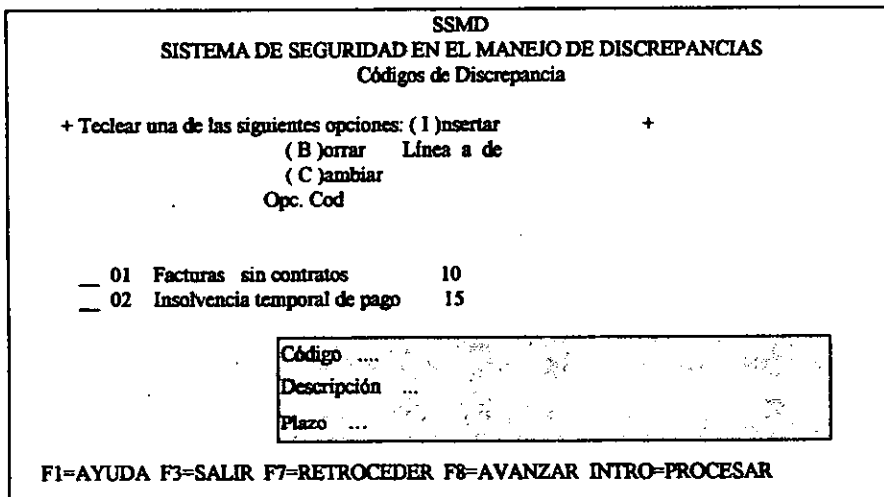 SSMD
SISTEMA DE SEGURIDAD EN EL MANEJO DE DISCREPANCIAS
Códigos de Discrepancia
+ Teclear una de las siguientes opciones: ( I )nsertar +
( B )orrar Línea a de
( C )ambiar
Opc. Cod
__ 01 Facturas sin contratos 10
__ 02 Insolvencia temporal de pago 15
Código ....
Descripción ...
Plazo ...
F1=AYUDA F3=SALIR F7=RETROCEDER F8=AVANZAR INTRO=PROCESAR